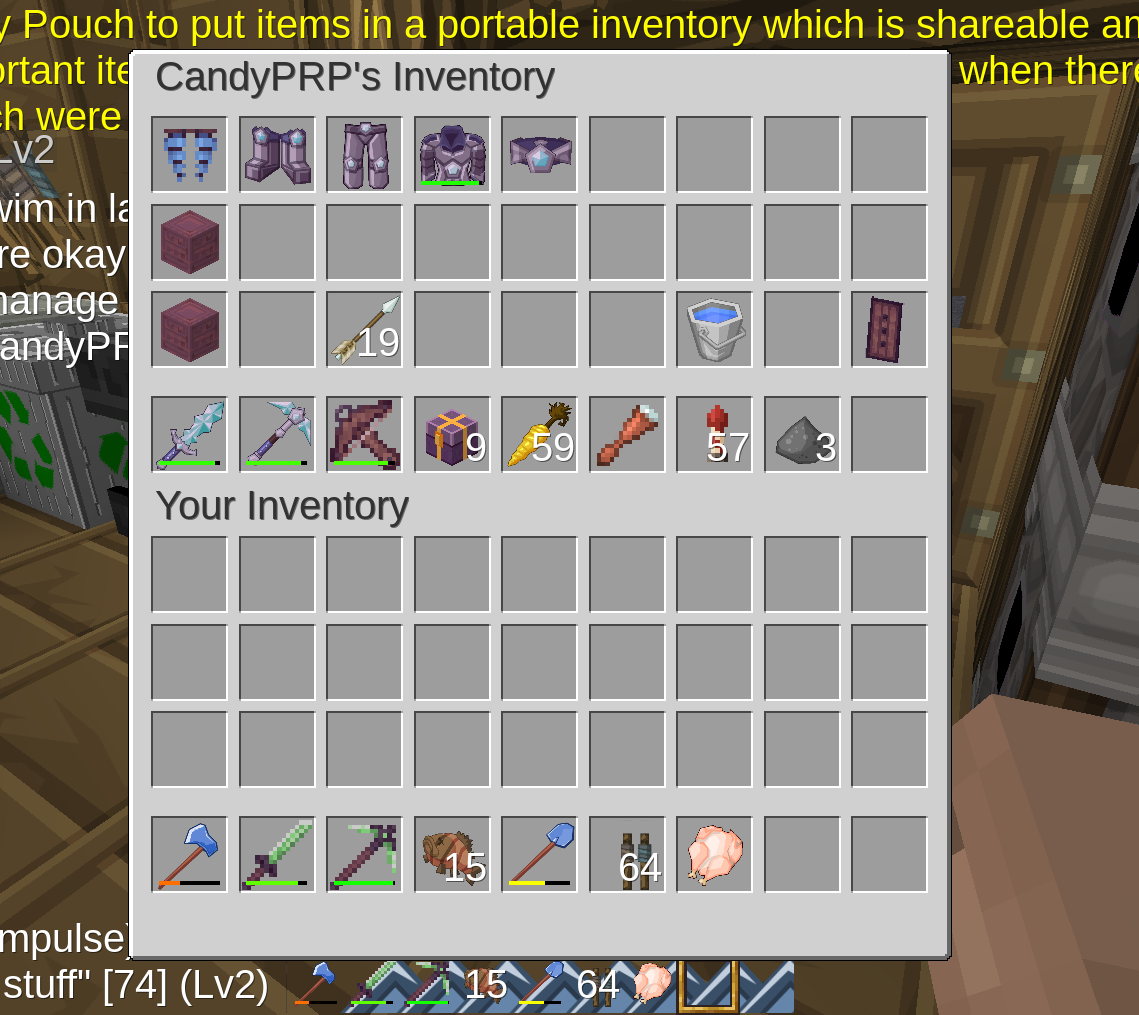 y Pouch to put items in a portable inventory which is shareable an
ortant ite when there
ch were
Lv2
CandyPRP's Inventory
wim in la
re okay
manage
andyPR
19
9 59 57 3
Your Inventory
15 64
mpulse)
stuff" [74] (Lv2)
15 64